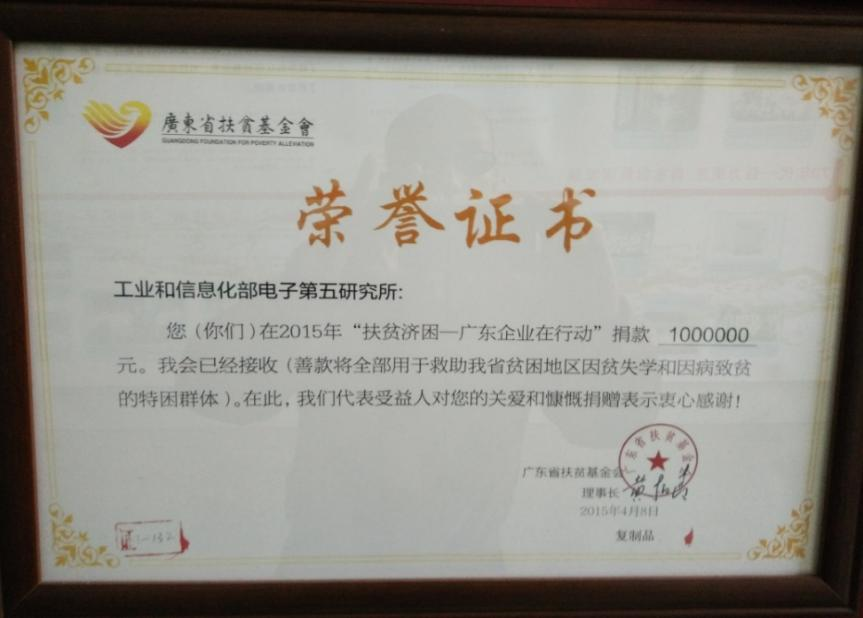 廣東省扶貧基金會
GUANGDONG FOUNDATION FOR POVERTY ALLEVIATION
荣誉证书
工业和信息化部电子第五研究所:
您(你们)在2015年“扶贫济困—广东企业在行动”捐款 1000000
元。我会已经接收(善款将全部用于救助我省贫困地区因贫失学和因病致贫
的特困群体)。在此,我们代表受益人对您的关爱和慷慨捐赠表示衷心感谢!
广东省扶贫基金会
理事长
2015年4月8日
复制品